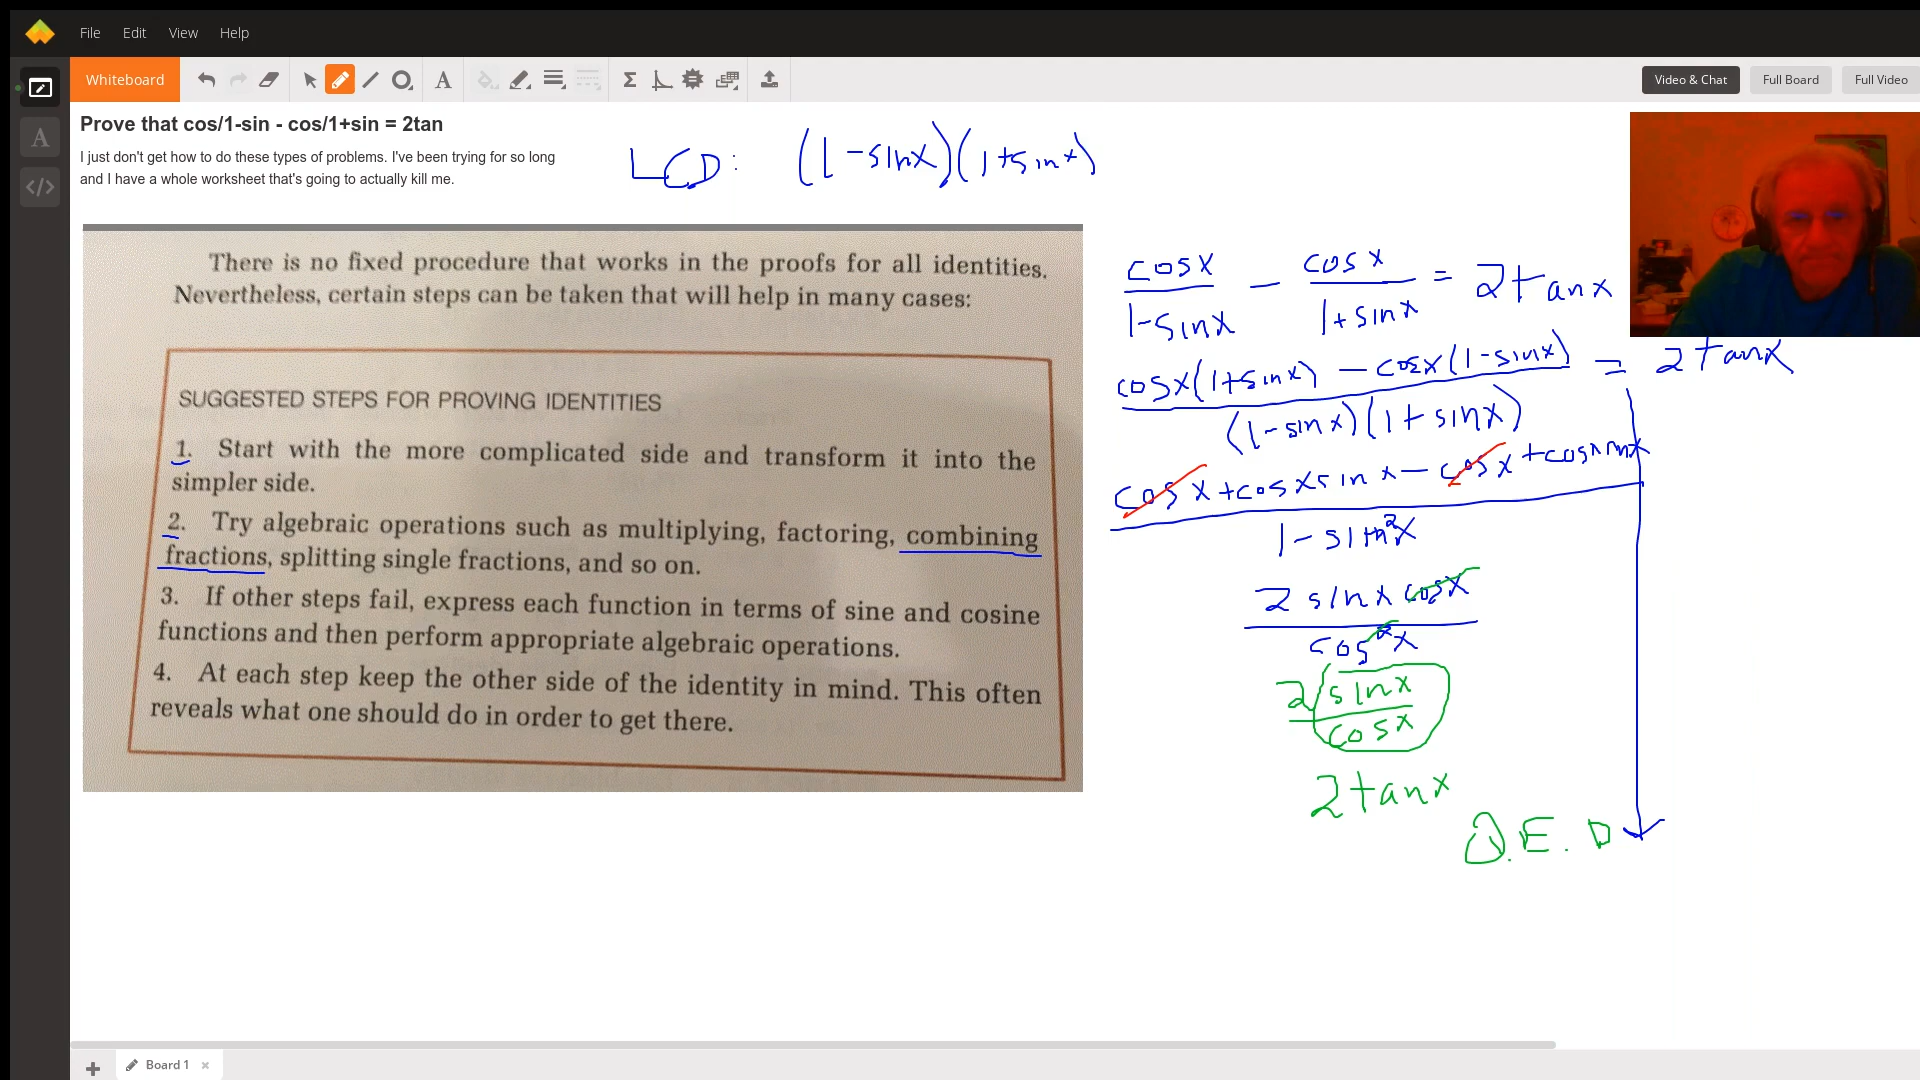 File Edit View Help
Whiteboard
Video & Chat Full Board Full Video
Prove that cos/1-sin - cos/1+sin = 2tan
I just don't get how to do these types of problems. I've been trying for so long
and I have a whole worksheet that's going to actually kill me.
LCD: (1-sinx)(1+sinx)
There is no fixed procedure that works in the proofs for all identities.
Nevertheless, certain steps can be taken that will help in many cases:
SUGGESTED STEPS FOR PROVING IDENTITIES
1. Start with the more complicated side and transform it into the
simpler side.
2. Try algebraic operations such as multiplying, factoring, combining
fractions, splitting single fractions, and so on.
3. If other steps fail, express each function in terms of sine and cosine
functions and then perform appropriate algebraic operations.
4. At each step keep the other side of the identity in mind. This often
reveals what one should do in order to get there.
cosx - cosx = 2tanx
1-sinx 1+sinx
cosx(1+sinx) - cosx(1-sinx) = 2tanx
(1-sinx)(1+sinx)
cosx+cosxsinx-cosx+cosxsinx
1-sin²x
2sinxcosx
cos²x
2 sinx
cosx
2tanx
Q.E.D
Board 1